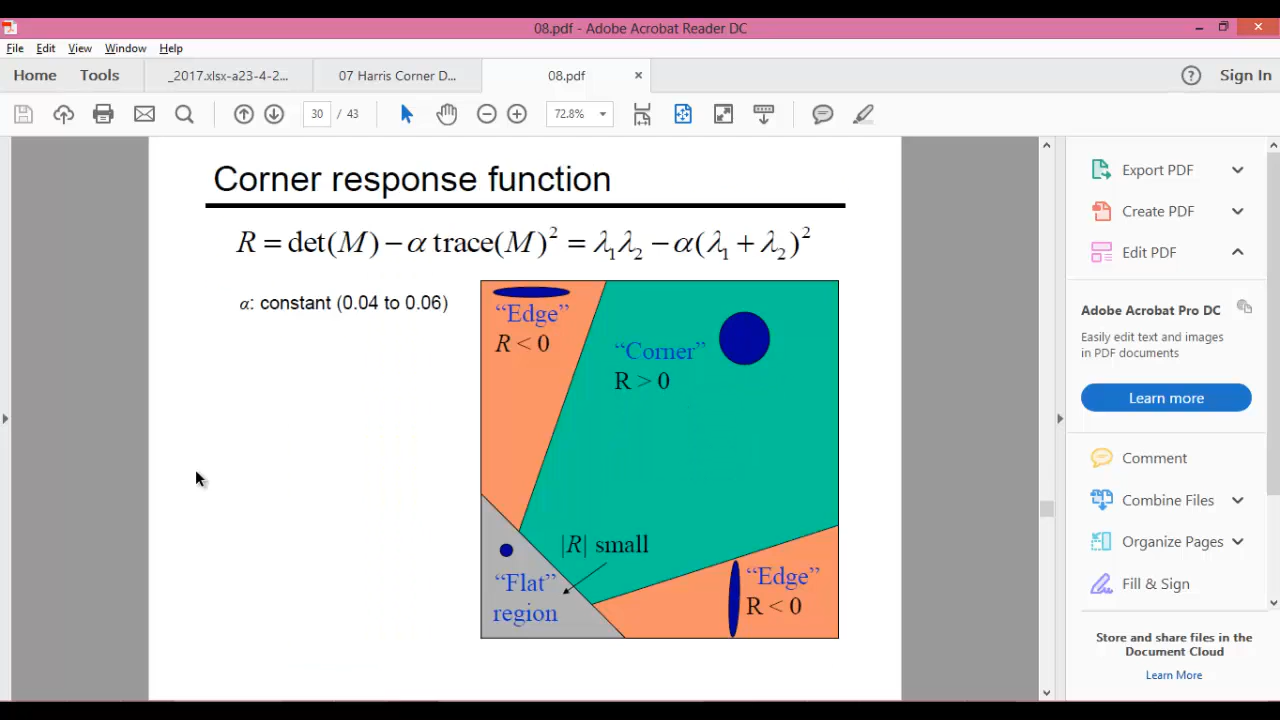 08.pdf - Adobe Acrobat Reader DC
File Edit View Window Help
Home Tools _2017.xlsx-a23-4-2... 07 Harris Corner D... 08.pdf × Sign In
30 / 43 72.8%
Corner response function
R = det(M) − α trace(M)² = λ₁λ₂ − α(λ₁ + λ₂)²
α: constant (0.04 to 0.06)
“Edge”
R < 0
“Corner”
R > 0
|R| small
“Flat”
region
“Edge”
R < 0
Export PDF
Create PDF
Edit PDF
Adobe Acrobat Pro DC
Easily edit text and images
in PDF documents
Learn more
Comment
Combine Files
Organize Pages
Fill & Sign
Store and share files in the
Document Cloud
Learn More